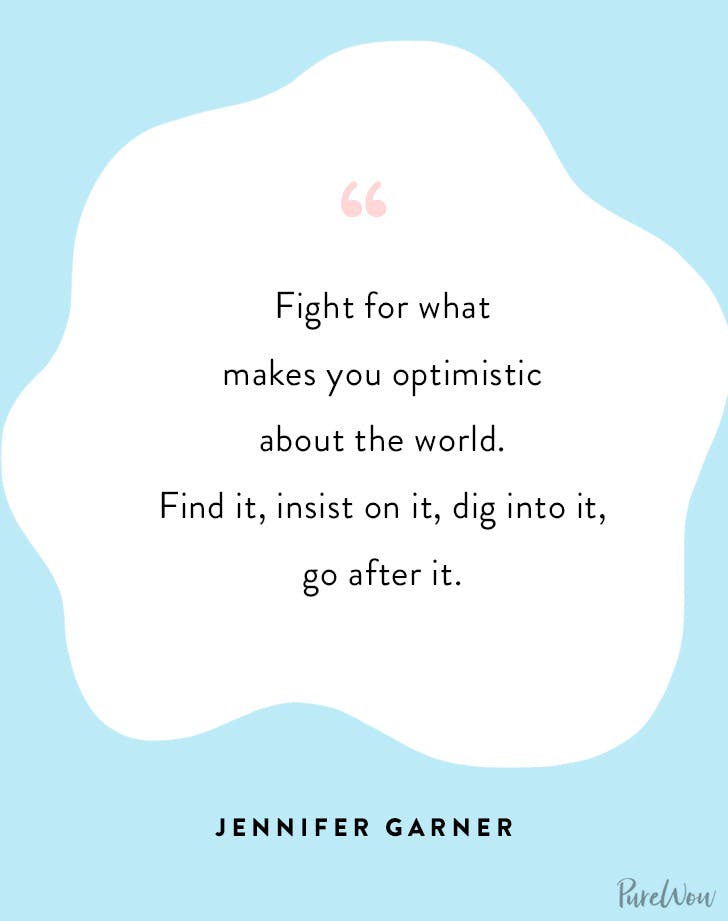 “
Fight for what
makes you optimistic
about the world.
Find it, insist on it, dig into it,
go after it.
JENNIFER GARNER
PureWow